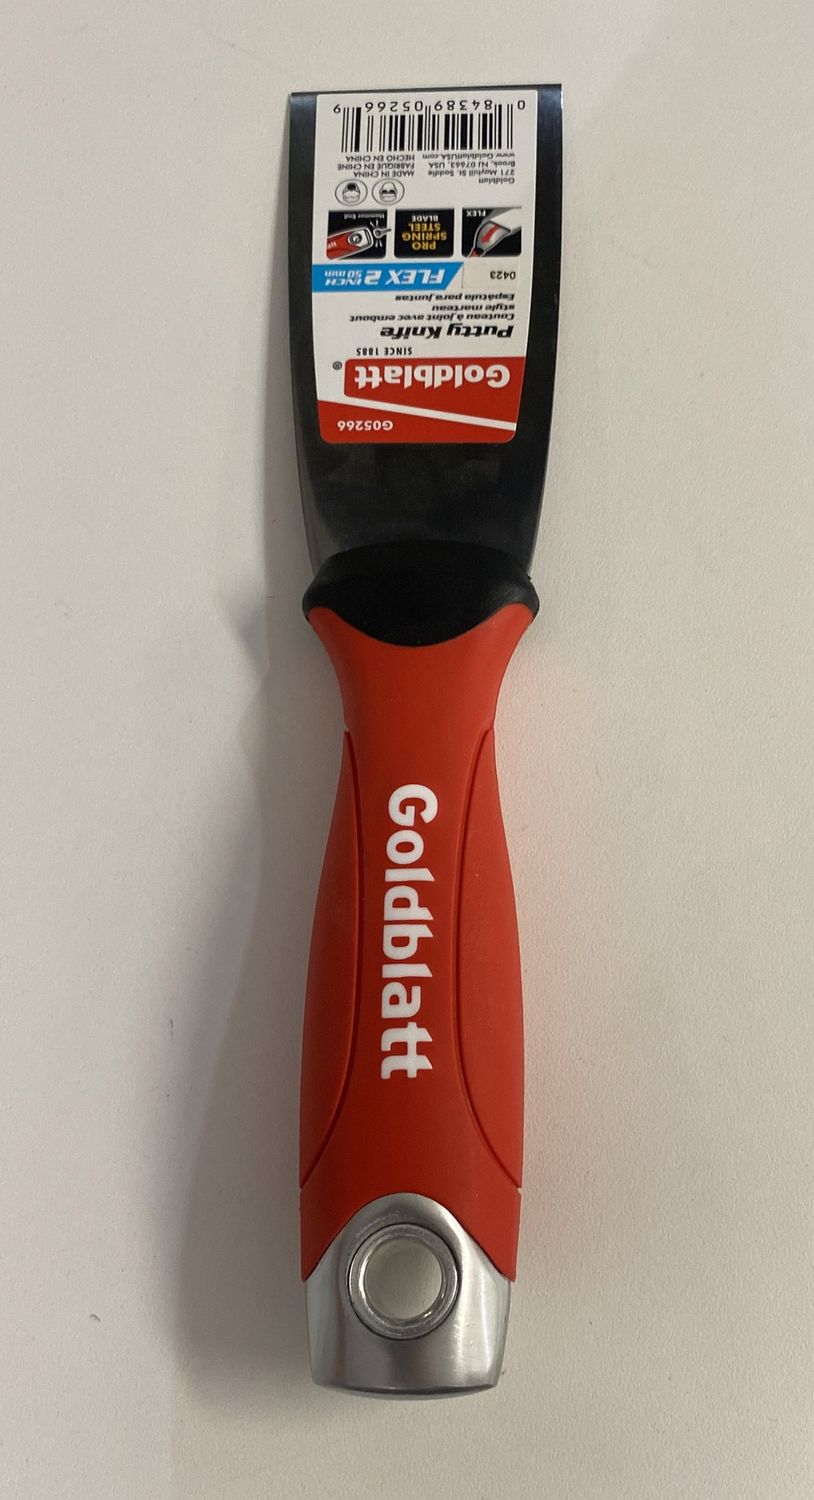 G05266
Goldblatt®
SINCE 1885
Putty Knife
Couteau à joint avec embout
style marteau
Espátula para juntas
0423
FLEX 2 INCH 50 mm
FLEX
PRO
SPRING
STEEL
BLADE
Hammer End
Goldblatt
271 Mayhill St. Saddle
Brook, NJ 07663, USA
www.GoldblattUSA.com
MADE IN CHINA
FABRIQUÉ EN CHINE
HECHO EN CHINA
0 84389 05266 9
Goldblatt